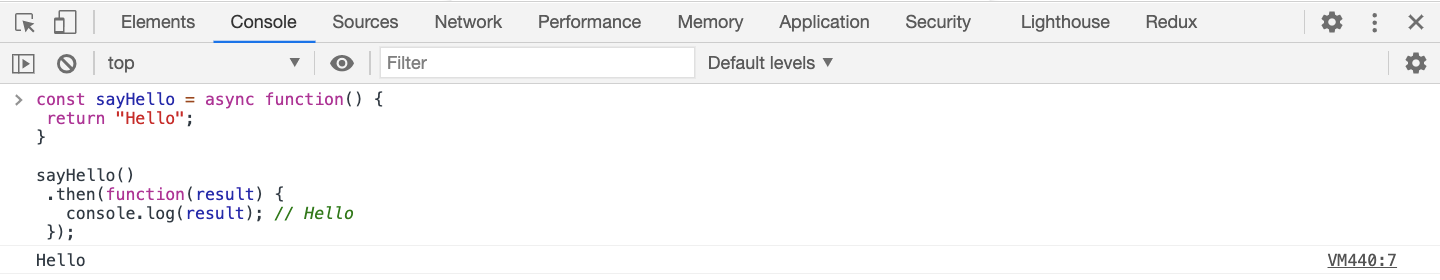 Elements Console Sources Network Performance Memory Application Security Lighthouse Redux
top Filter Default levels
const sayHello = async function() {
 return "Hello";
}

sayHello()
 .then(function(result) {
   console.log(result); // Hello
 });
Hello VM440:7